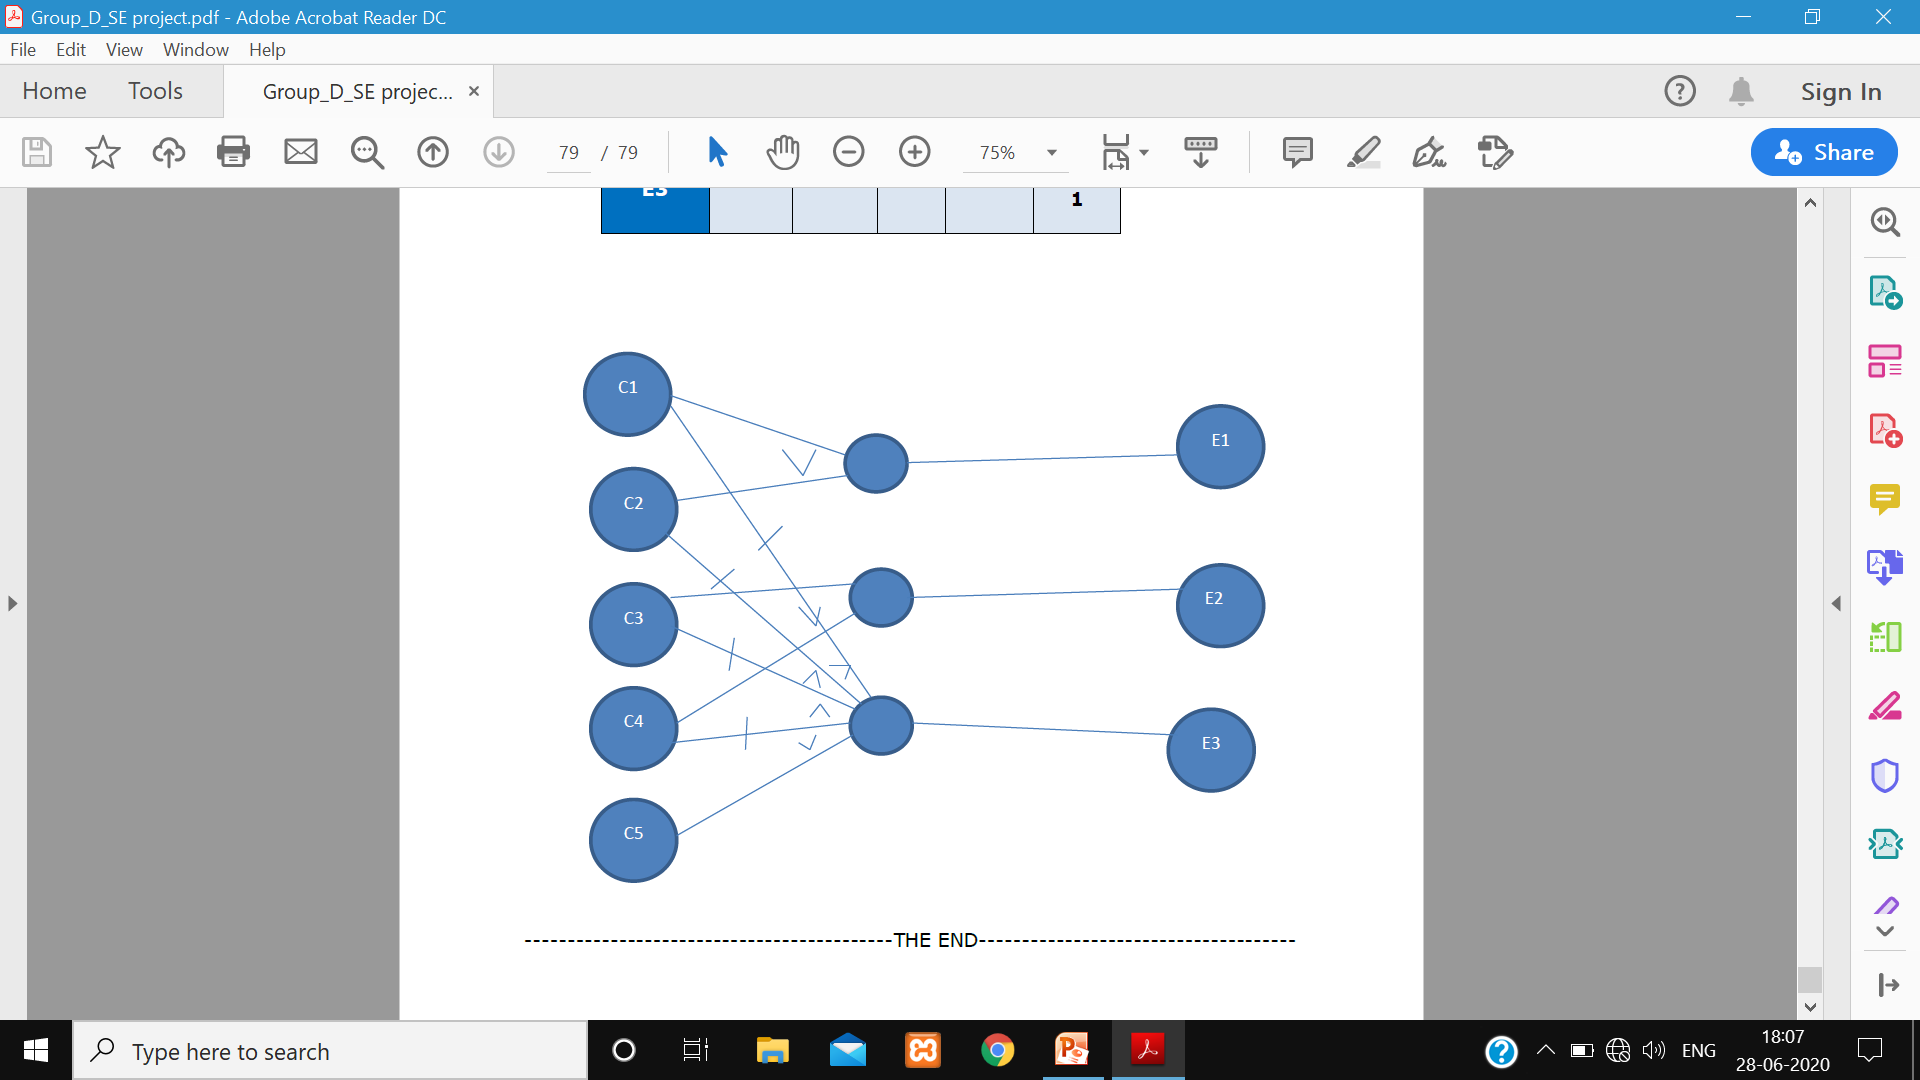 Group_D_SE project.pdf - Adobe Acrobat Reader DC
File Edit View Window Help
Home Tools Group_D_SE projec... × Sign In
79 / 79 75% Share
E3 1
C1
E1
C2
E2
C3
C4
E3
C5
-------------------------------------------THE END-------------------------------------
Type here to search
ENG
18:07
28-06-2020